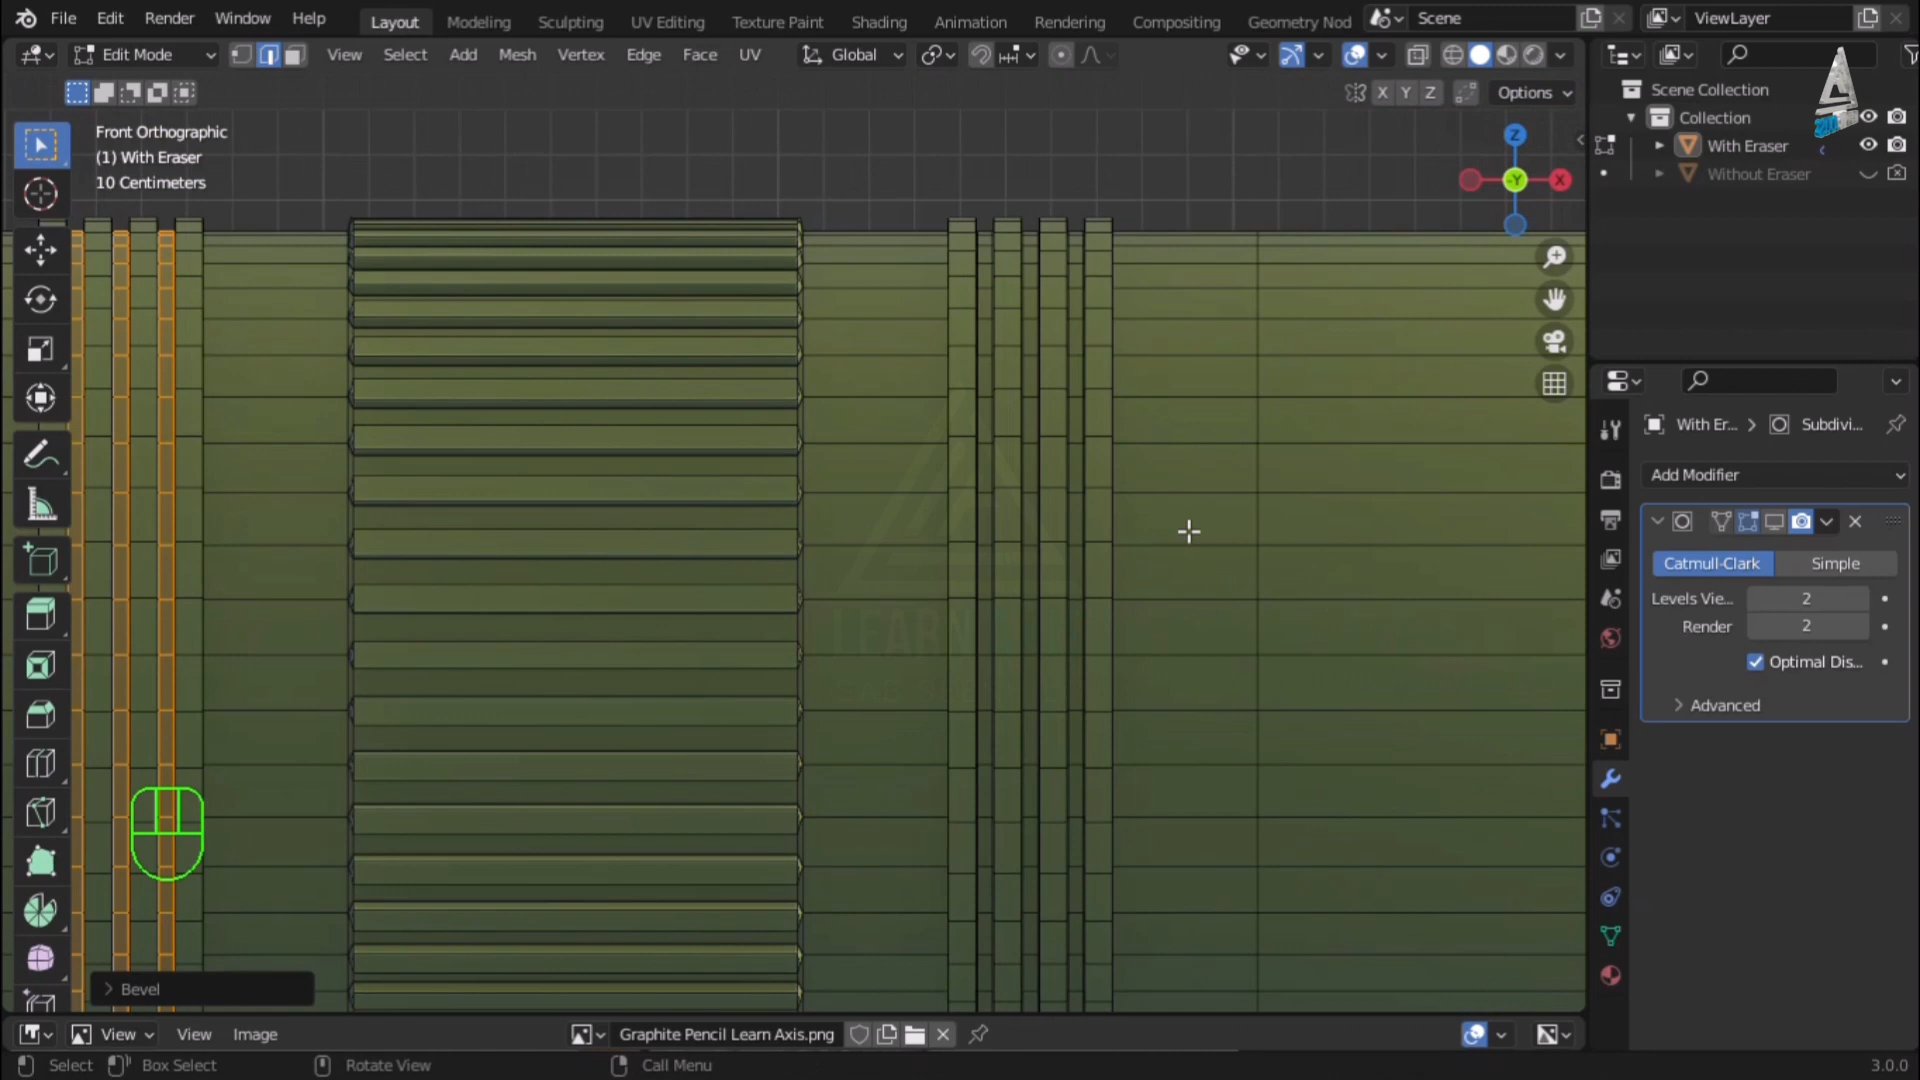 File Edit Render Window Help Layout Modeling Sculpting UV Editing Texture Paint Shading Animation Rendering Compositing Geometry Nod Scene ViewLayer
Edit Mode View Select Add Mesh Vertex Edge Face UV Global
X Y Z Options
Scene Collection
Collection
With Eraser
Without Eraser
Front Orthographic
(1) With Eraser
10 Centimeters
Z
Y
X
With Er... > Subdivi...
Add Modifier
Catmull-Clark Simple
Levels Vie... 2
Render 2
Optimal Dis...
Advanced
LEARN
Bevel
View View Image Graphite Pencil Learn Axis.png
Select Box Select Rotate View Call Menu 3.0.0